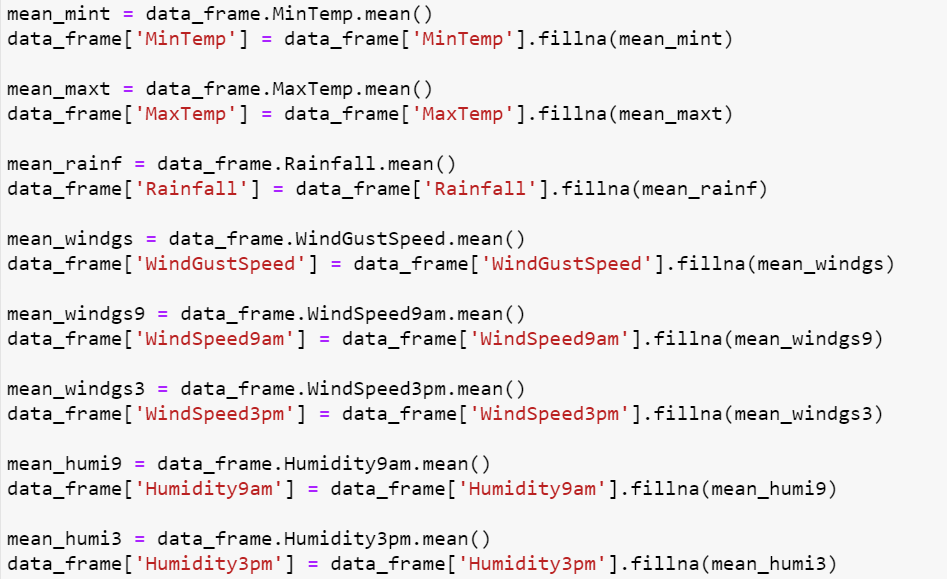 mean_mint = data_frame.MinTemp.mean()
data_frame['MinTemp'] = data_frame['MinTemp'].fillna(mean_mint)
mean_maxt = data_frame.MaxTemp.mean()
data_frame['MaxTemp'] = data_frame['MaxTemp'].fillna(mean_maxt)
mean_rainf = data_frame.Rainfall.mean()
data_frame['Rainfall'] = data_frame['Rainfall'].fillna(mean_rainf)
mean_windgs = data_frame.WindGustSpeed.mean()
data_frame['WindGustSpeed'] = data_frame['WindGustSpeed'].fillna(mean_windgs)
mean_windgs9 = data_frame.WindSpeed9am.mean()
data_frame['WindSpeed9am'] = data_frame['WindSpeed9am'].fillna(mean_windgs9)
mean_windgs3 = data_frame.WindSpeed3pm.mean()
data_frame['WindSpeed3pm'] = data_frame['WindSpeed3pm'].fillna(mean_windgs3)
mean_humi9 = data_frame.Humidity9am.mean()
data_frame['Humidity9am'] = data_frame['Humidity9am'].fillna(mean_humi9)
mean_humi3 = data_frame.Humidity3pm.mean()
data_frame['Humidity3pm'] = data_frame['Humidity3pm'].fillna(mean_humi3)